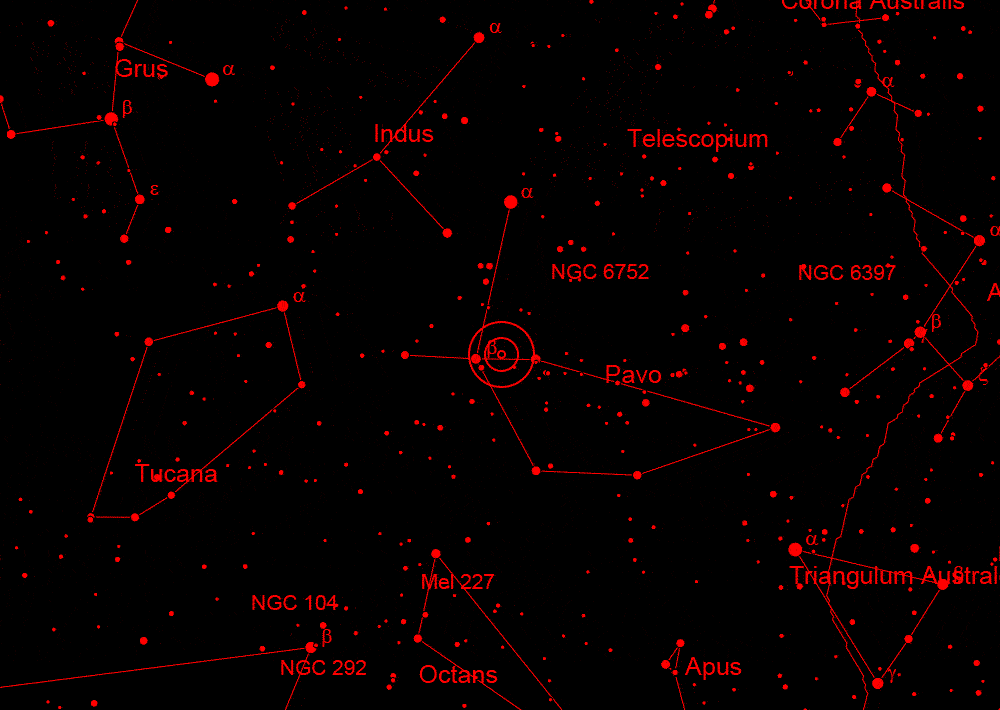 Corona Australis
α
Grus
α
α
β
Indus
Telescopium
ε
α
α
NGC 6752
NGC 6397
α
A
β
β
Pavo
ζ
Tucana
α
Triangulum Austral
β
Mel 227
NGC 104
β
NGC 292
Octans
Apus
γ